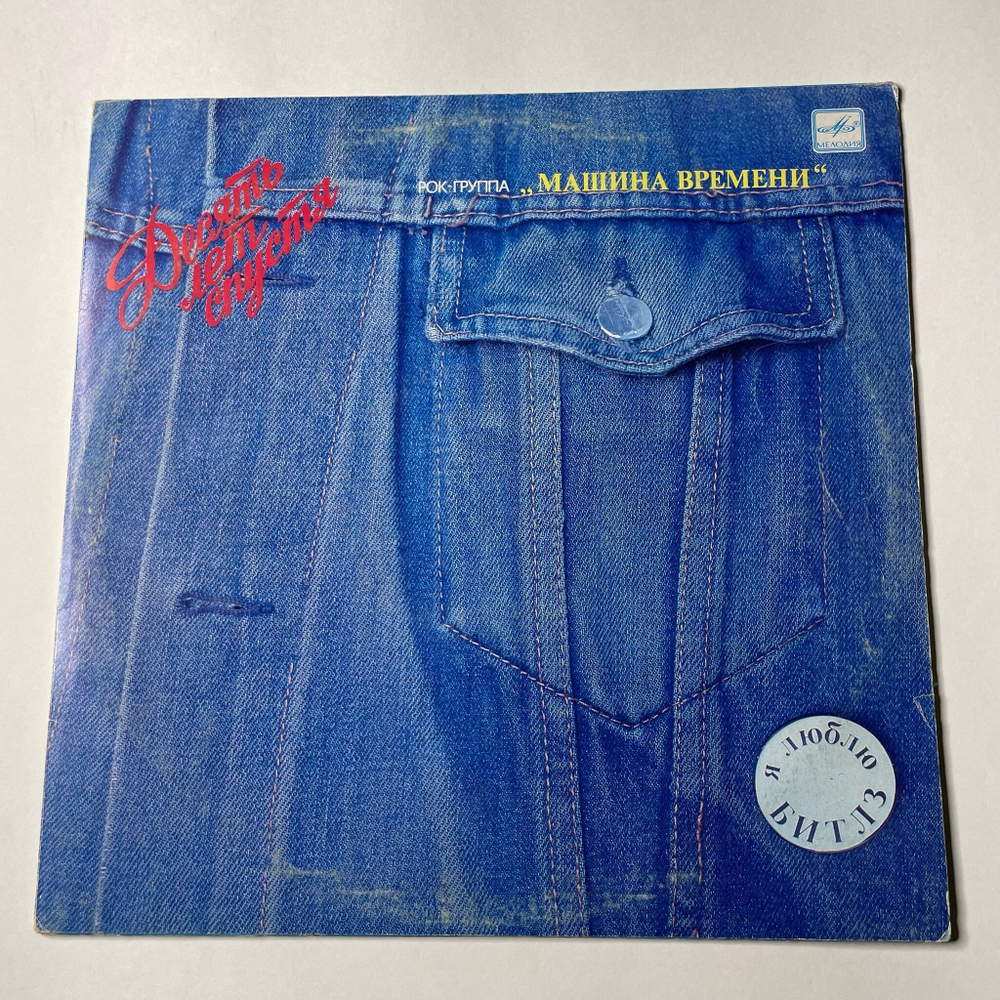 МЕЛОДИЯ
РОК-ГРУППА „МАШИНА ВРЕМЕНИ“
Десять
лет
спустя
Я ЛЮБЛЮ
БИТЛЗ